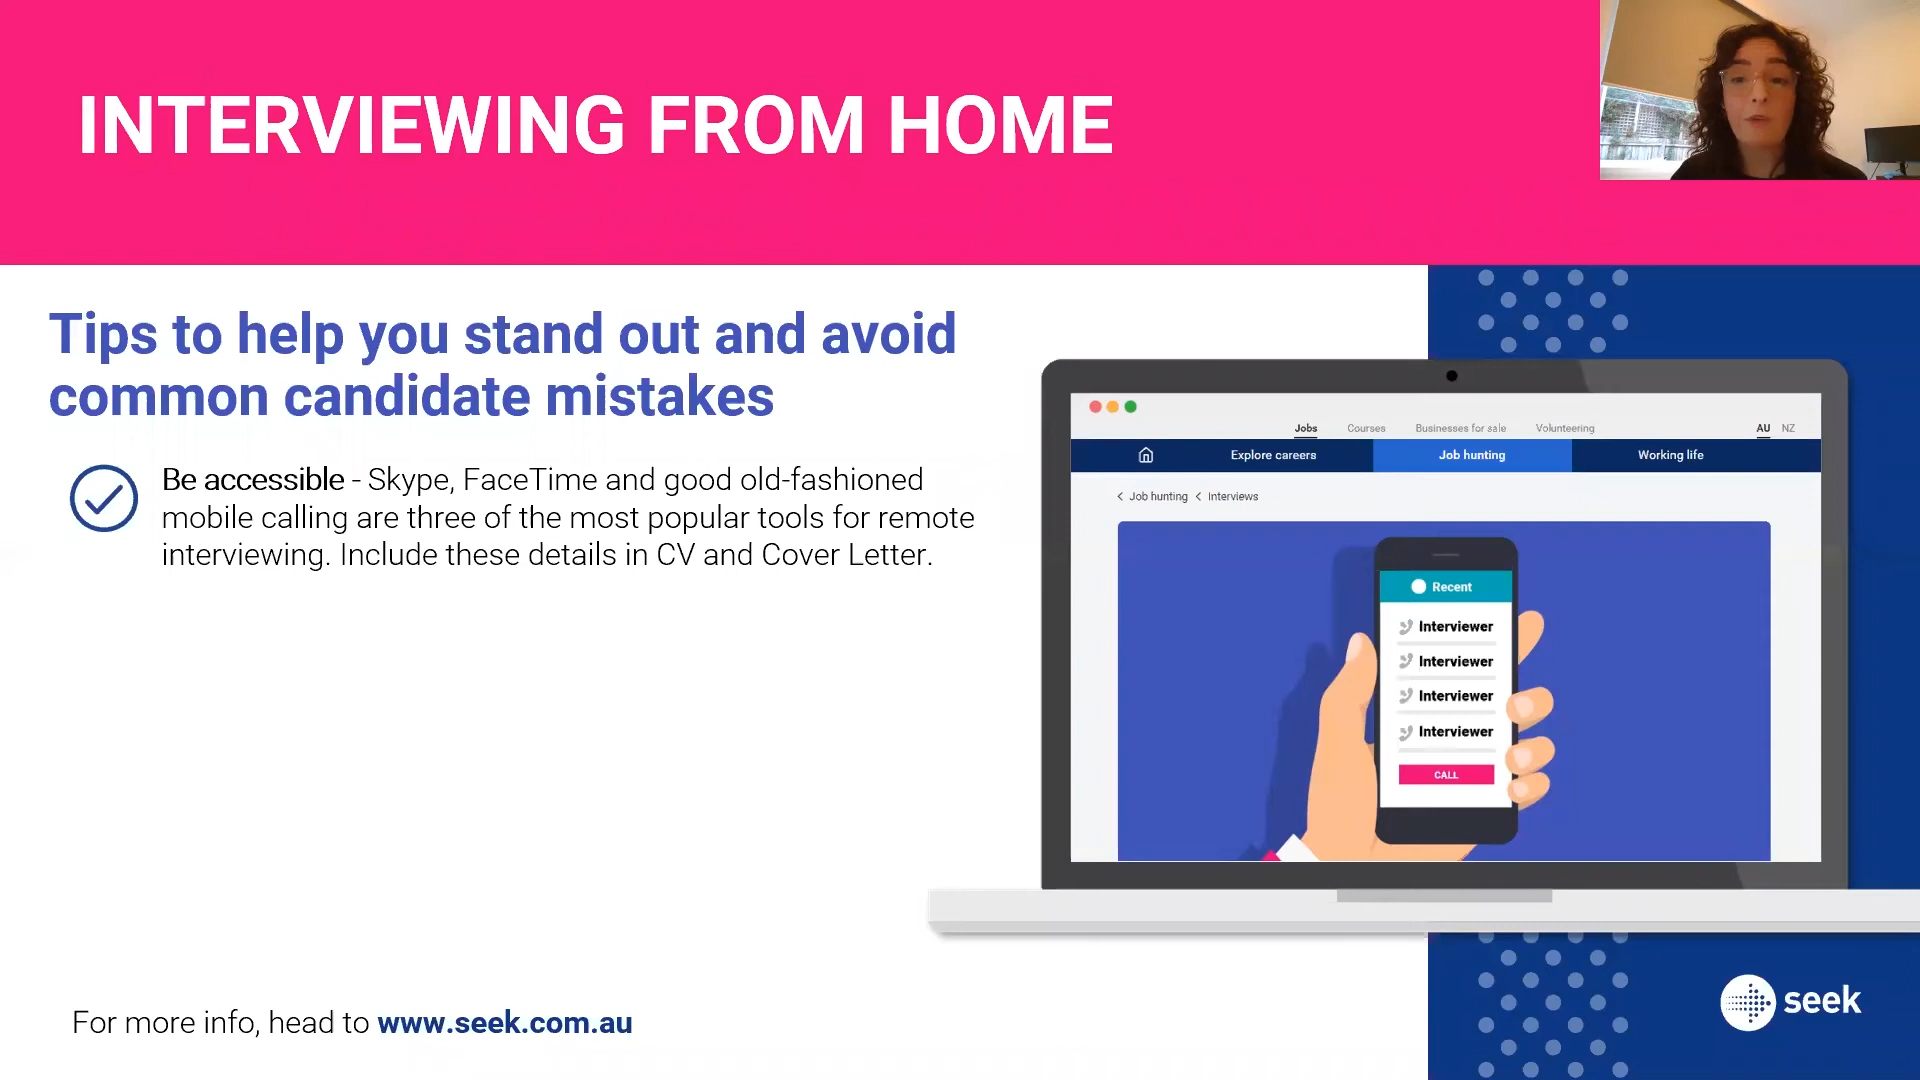 INTERVIEWING FROM HOME
Tips to help you stand out and avoid
common candidate mistakes
Be accessible - Skype, FaceTime and good old-fashioned
mobile calling are three of the most popular tools for remote
interviewing. Include these details in CV and Cover Letter.
Jobs Courses Businesses for sale Volunteering AU NZ
Explore careers Job hunting Working life
< Job hunting < Interviews
Recent
Interviewer
Interviewer
Interviewer
Interviewer
CALL
For more info, head to www.seek.com.au
seek